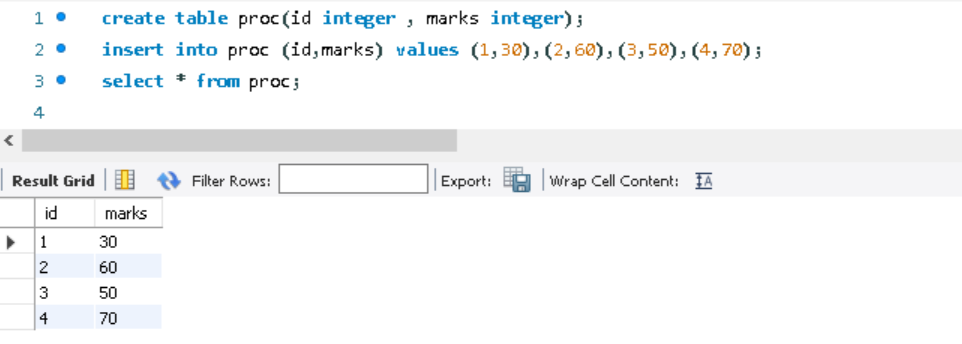 1 create table proc(id integer , marks integer);
2 insert into proc (id,marks) values (1,30),(2,60),(3,50),(4,70);
3 select * from proc;
4
Result Grid Filter Rows: Export: Wrap Cell Content: IA
id marks
1 30
2 60
3 50
4 70